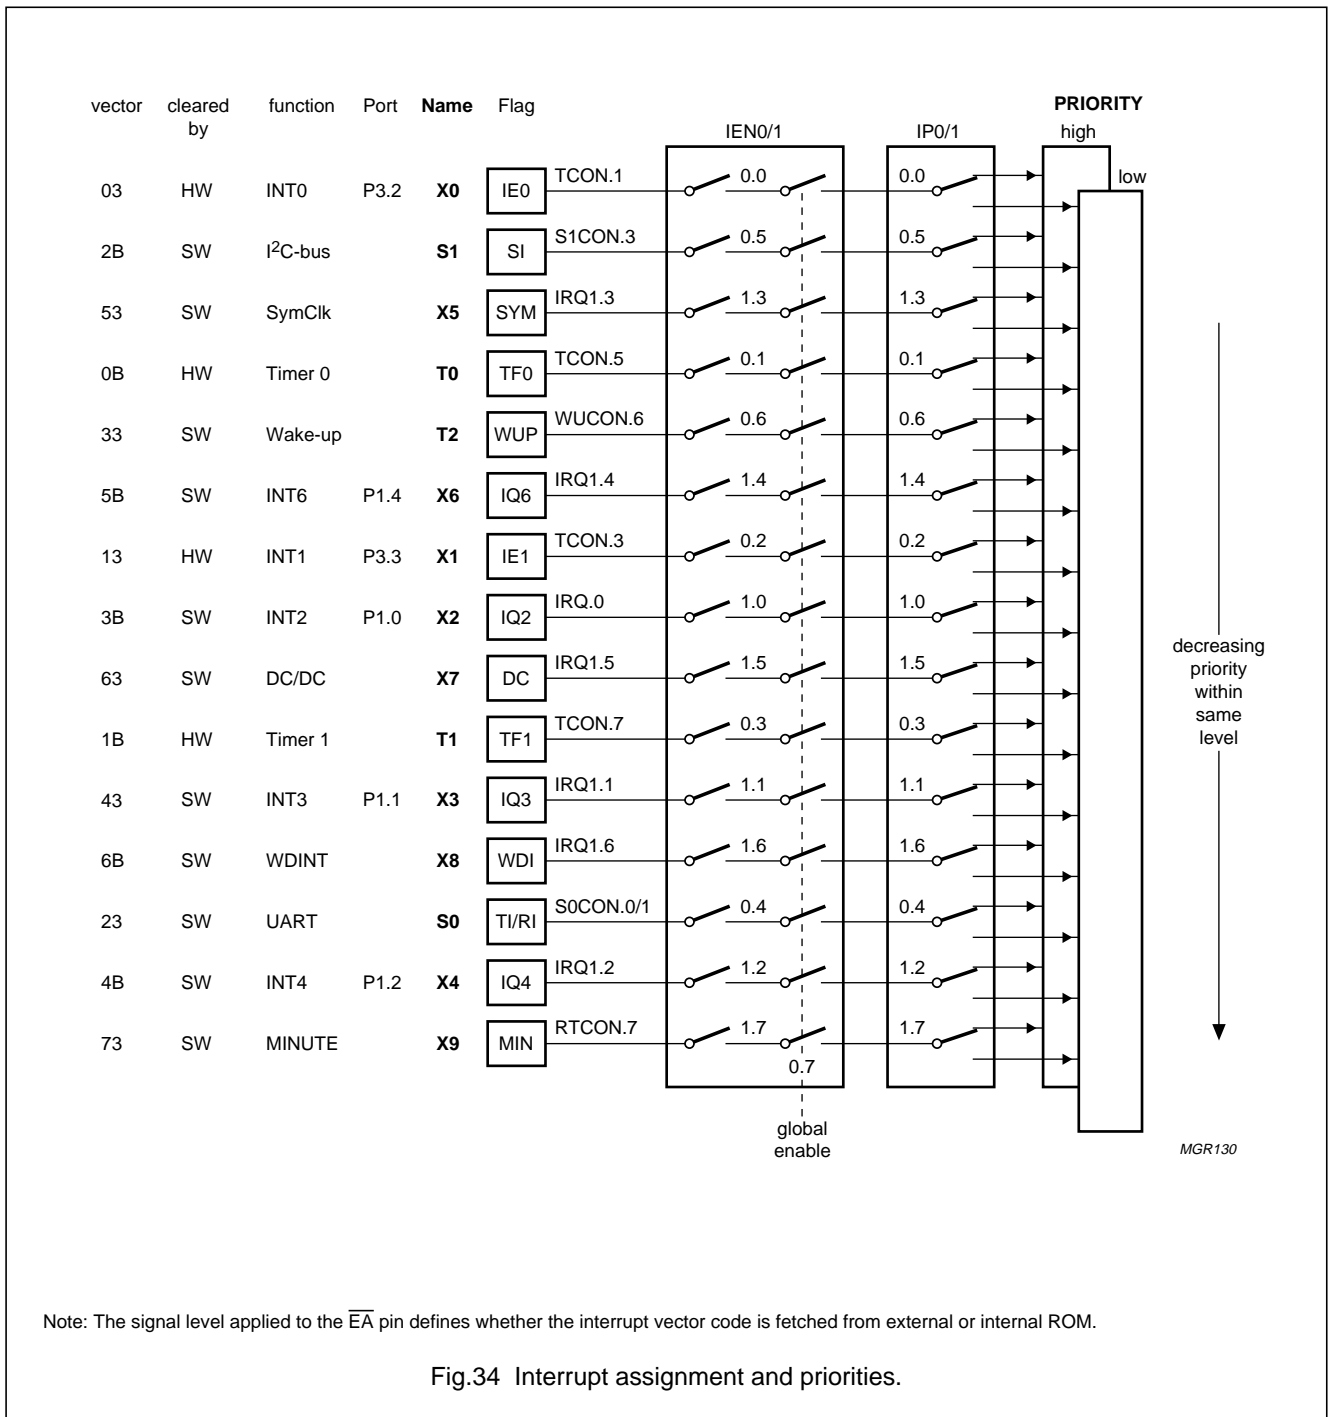 vector cleared by function Port Name Flag
IEN0/1 IP0/1 PRIORITY
high
low
03 HW INT0 P3.2 X0 IE0 TCON.1 0.0 0.0
2B SW I2C-bus S1 SI S1CON.3 0.5 0.5
53 SW SymClk X5 SYM IRQ1.3 1.3 1.3
0B HW Timer 0 T0 TF0 TCON.5 0.1 0.1
33 SW Wake-up T2 WUP WUCON.6 0.6 0.6
5B SW INT6 P1.4 X6 IQ6 IRQ1.4 1.4 1.4
13 HW INT1 P3.3 X1 IE1 TCON.3 0.2 0.2
3B SW INT2 P1.0 X2 IQ2 IRQ.0 1.0 1.0
63 SW DC/DC X7 DC IRQ1.5 1.5 1.5
1B HW Timer 1 T1 TF1 TCON.7 0.3 0.3
43 SW INT3 P1.1 X3 IQ3 IRQ1.1 1.1 1.1
6B SW WDINT X8 WDI IRQ1.6 1.6 1.6
23 SW UART S0 TI/RI S0CON.0/1 0.4 0.4
4B SW INT4 P1.2 X4 IQ4 IRQ1.2 1.2 1.2
73 SW MINUTE X9 MIN RTCON.7 1.7 1.7
0.7
global
enable
decreasing
priority
within
same
level
MGR130
Note: The signal level applied to the EA pin defines whether the interrupt vector code is fetched from external or internal ROM.
Fig.34 Interrupt assignment and priorities.